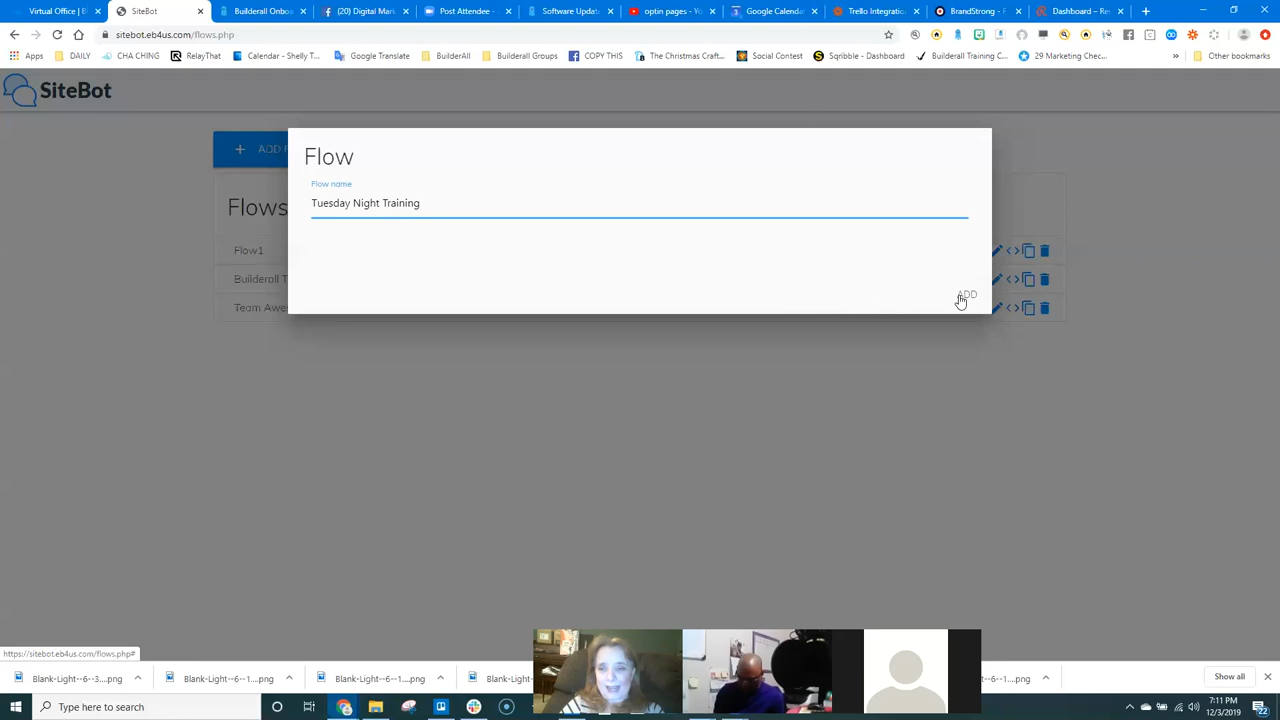 Virtual Office | B
SiteBot
Builderall Onbo
(20) Digital Mar
Post Attendee -
Software Updat
optin pages - Yo
Google Calenda
Trello Integratio
BrandStrong - F
Dashboard – Re
sitebot.eb4us.com/flows.php
Apps
DAILY
CHA CHING
RelayThat
Calendar - Shelly T...
Google Translate
BuilderAll
Builderall Groups
COPY THIS
The Christmas Craft...
Social Contest
Sqribble - Dashboard
Builderall Training C...
29 Marketing Chec...
»
Other bookmarks
SiteBot
+ ADD F
Flow
Flow name
Tuesday Night Training
ADD
Flows
Flow1
Builderall T
Team Awe
https://sitebot.eb4us.com/flows.php#
Blank-Light--6--3....png
Blank-Light--6--1....png
Blank-Light--6--1....png
Blank-Light--6
....png
Show all
Type here to search
7:11 PM
12/3/2019
22